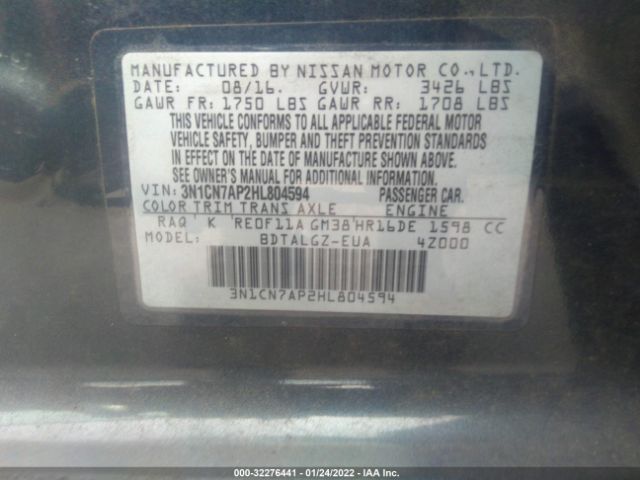 MANUFACTURED BY NISSAN MOTOR CO.,LTD.
DATE: 08/16. GVWR: 3426 LBS
GAWR FR: 1750 LBS GAWR RR: 1708 LBS
THIS VEHICLE CONFORMS TO ALL APPLICABLE FEDERAL MOTOR
VEHICLE SAFETY, BUMPER AND THEFT PREVENTION STANDARDS
IN EFFECT ON THE DATE OF MANUFACTURE SHOWN ABOVE.
SEE OWNER'S MANUAL FOR ADDITIONAL INFORMATION
VIN: 3N1CN7AP2HL804594 PASSENGER CAR.
COLOR TRIM TRANS AXLE ENGINE
RAQ' K RE0F11A GM38'HR16DE 1598 CC
MODEL: BDTALGZ-EUA 4Z000
3N1CN7AP2HL804594
000-32276441 - 01/24/2022 - IAA Inc.